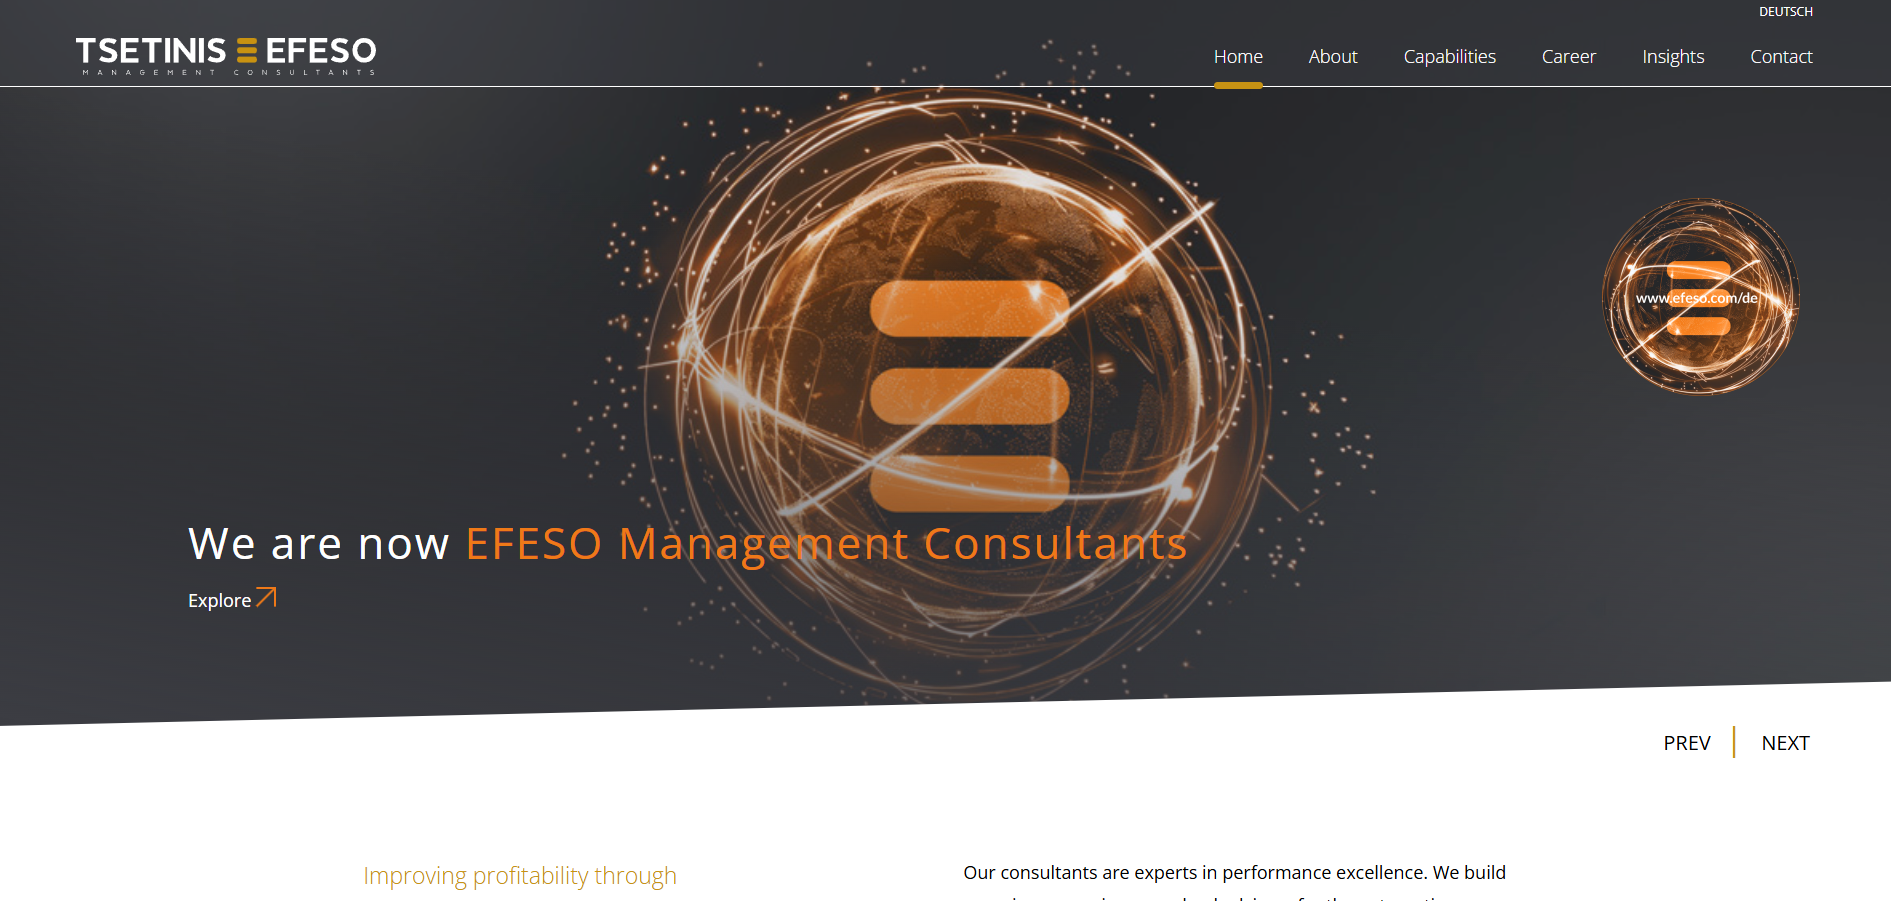 DEUTSCH
TSETINIS EFESO
MANAGEMENT CONSULTANTS
Home About Capabilities Career Insights Contact
www.efeso.com/de
We are now EFESO Management Consultants
Explore
PREV NEXT
Improving profitability through
Our consultants are experts in performance excellence. We build